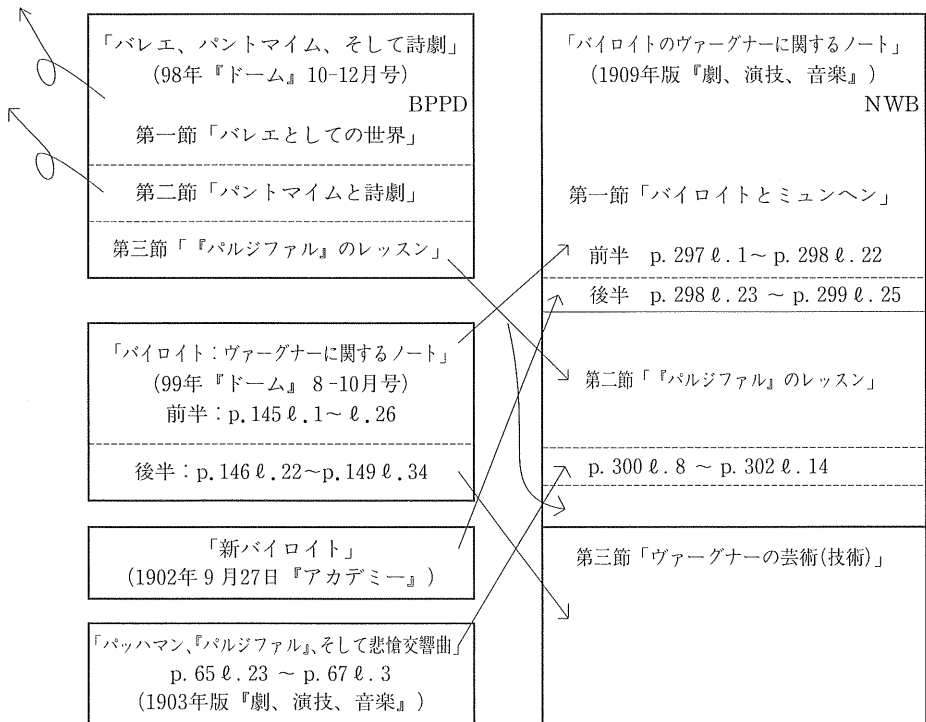 「バレエ、パントマイム、そして詩劇」
(98年『ドーム』10-12月号)
BPPD
第一節「バレエとしての世界」
第二節「パントマイムと詩劇」
第三節「『パルジファル』のレッスン」
「バイロイト：ヴァーグナーに関するノート」
(99年『ドーム』8-10月号)
前半：p.145 ℓ.1～ℓ.26
後半：p.146 ℓ.22～p.149 ℓ.34
「新バイロイト」
(1902年9月27日『アカデミー』)
「パッハマン、『パルジファル』、そして悲愴交響曲」
p.65 ℓ.23 ～ p.67 ℓ.3
(1903年版『劇、演技、音楽』)
「バイロイトのヴァーグナーに関するノート」
(1909年版『劇、演技、音楽』)
NWB
第一節「バイロイトとミュンヘン」
前半 p.297 ℓ.1～ p.298 ℓ.22
後半 p.298 ℓ.23 ～ p.299 ℓ.25
第二節「『パルジファル』のレッスン」
p.300 ℓ.8 ～ p.302 ℓ.14
第三節「ヴァーグナーの芸術(技術)」